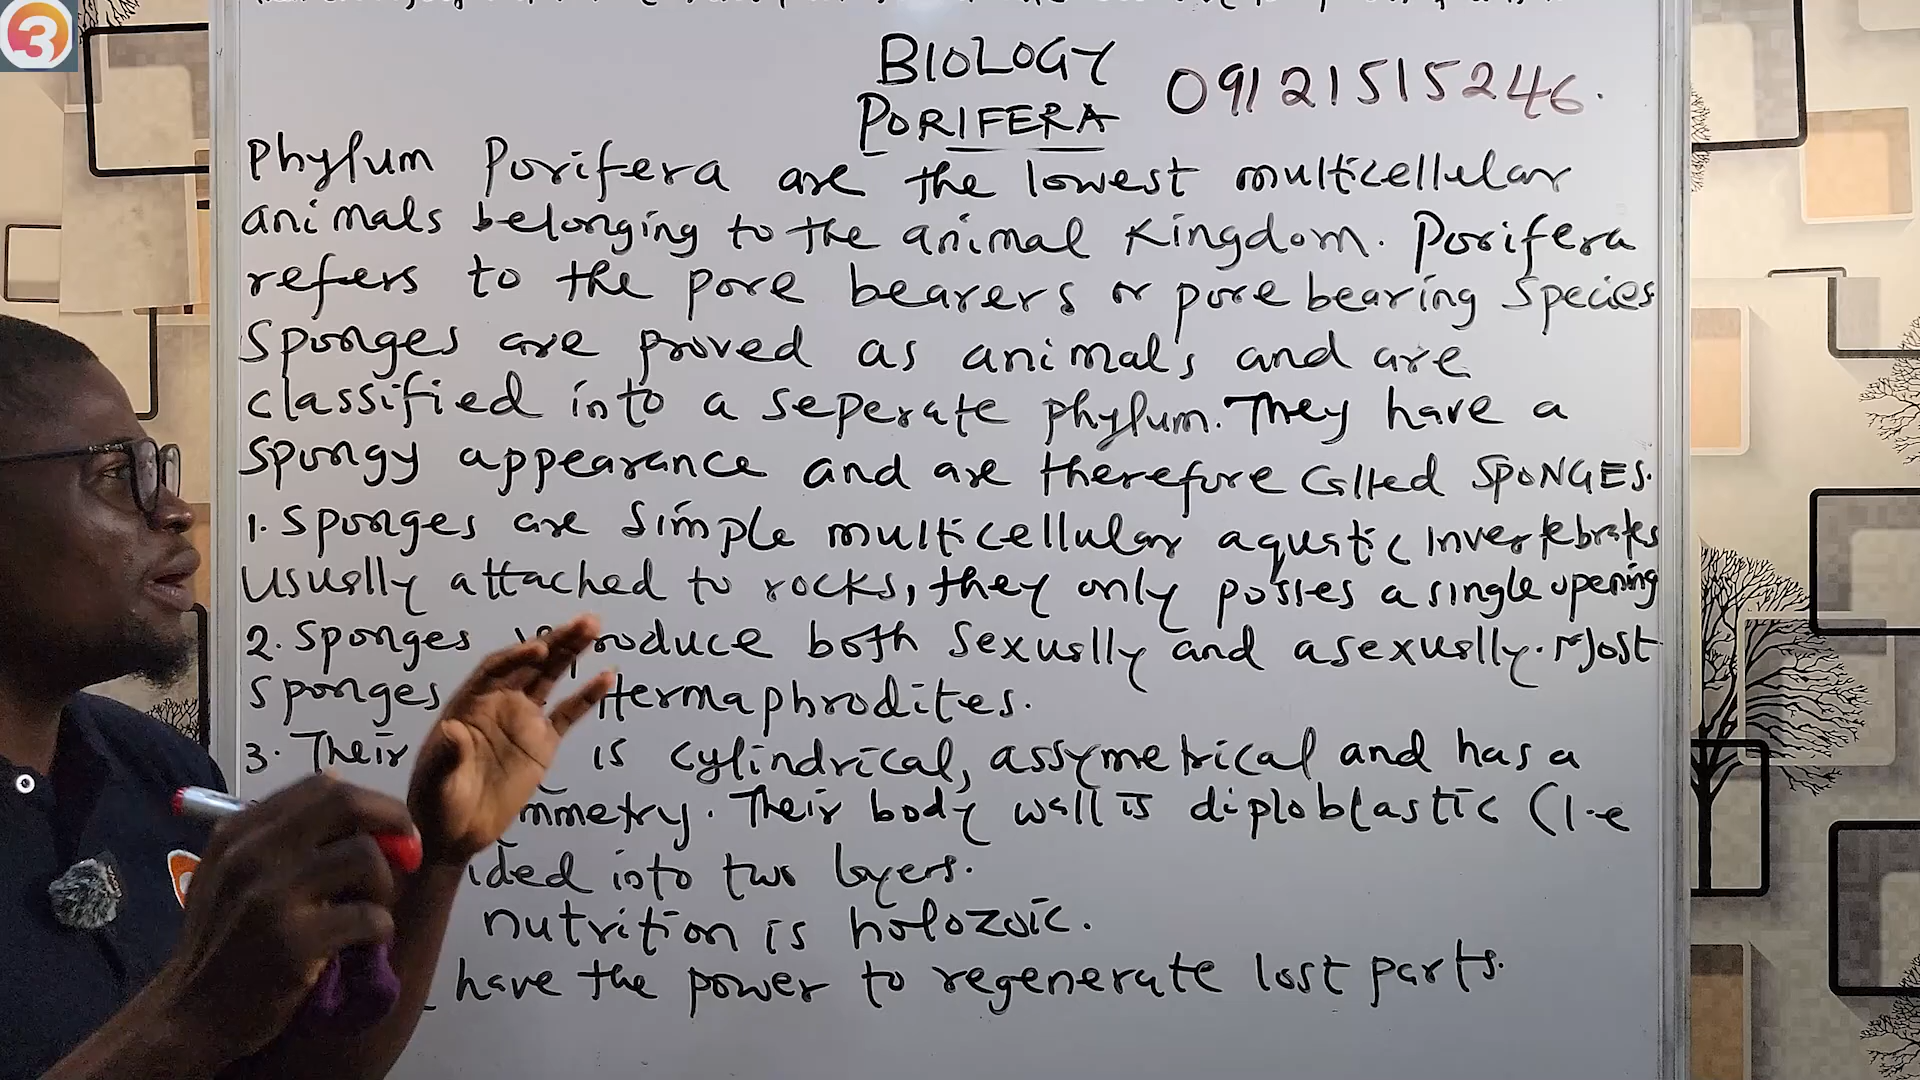 3
BIOLOGY
PORIFERA 09121515246.
Phylum Porifera are the lowest multicellular
animals belonging to the animal Kingdom. Porifera
refers to the pore bearers or pore bearing species
Sponges are proved as animals and are
classified into a seperate phylum. They have a
spongy appearance and are therefore called SPONGES.
1. Sponges are simple multicellular aquatic invertebrates
usually attached to rocks, they only posses a single opening
2. Sponges produce both sexually and asexually. Most
sponges Hermaphrodites.
3. Their is cylindrical, assymetrical and has a
mmetry. Their body wall is diploblastic (I.e
ided into two layers.
nutrition is holozoic.
have the power to regenerate lost parts.